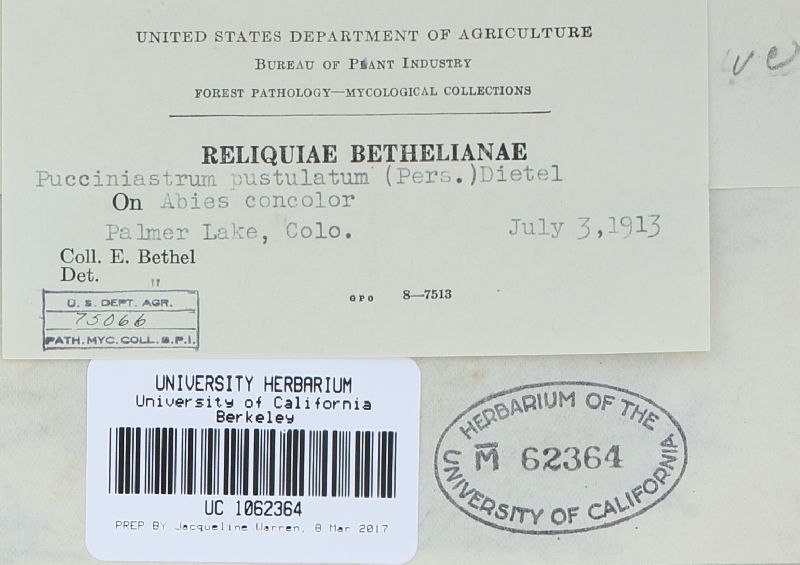 UNITED STATES DEPARTMENT OF AGRICULTURE
BUREAU OF PLANT INDUSTRY
FOREST PATHOLOGY—MYCOLOGICAL COLLECTIONS
RELIQUIAE BETHELIANAE
Pucciniastrum pustulatum (Pers.)Dietel
On Abies concolor
Palmer Lake, Colo. July 3,1913
Coll. E. Bethel
Det. "
GPO 8—7513
U. S. DEPT. AGR.
75066
PATH. MYC. COLL. B. P. I.
UNIVERSITY HERBARIUM
University of California
Berkeley
UC 1062364
PREP BY Jacqueline Warren, 8 Mar 2017
HERBARIUM OF THE
M 62364
UNIVERSITY OF CALIFORNIA